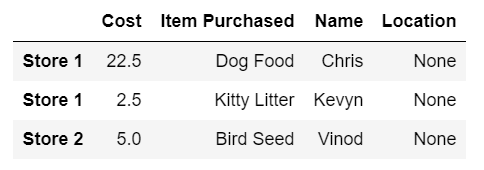 Cost Item Purchased Name Location
Store 1 22.5 Dog Food Chris None
Store 1 2.5 Kitty Litter Kevyn None
Store 2 5.0 Bird Seed Vinod None